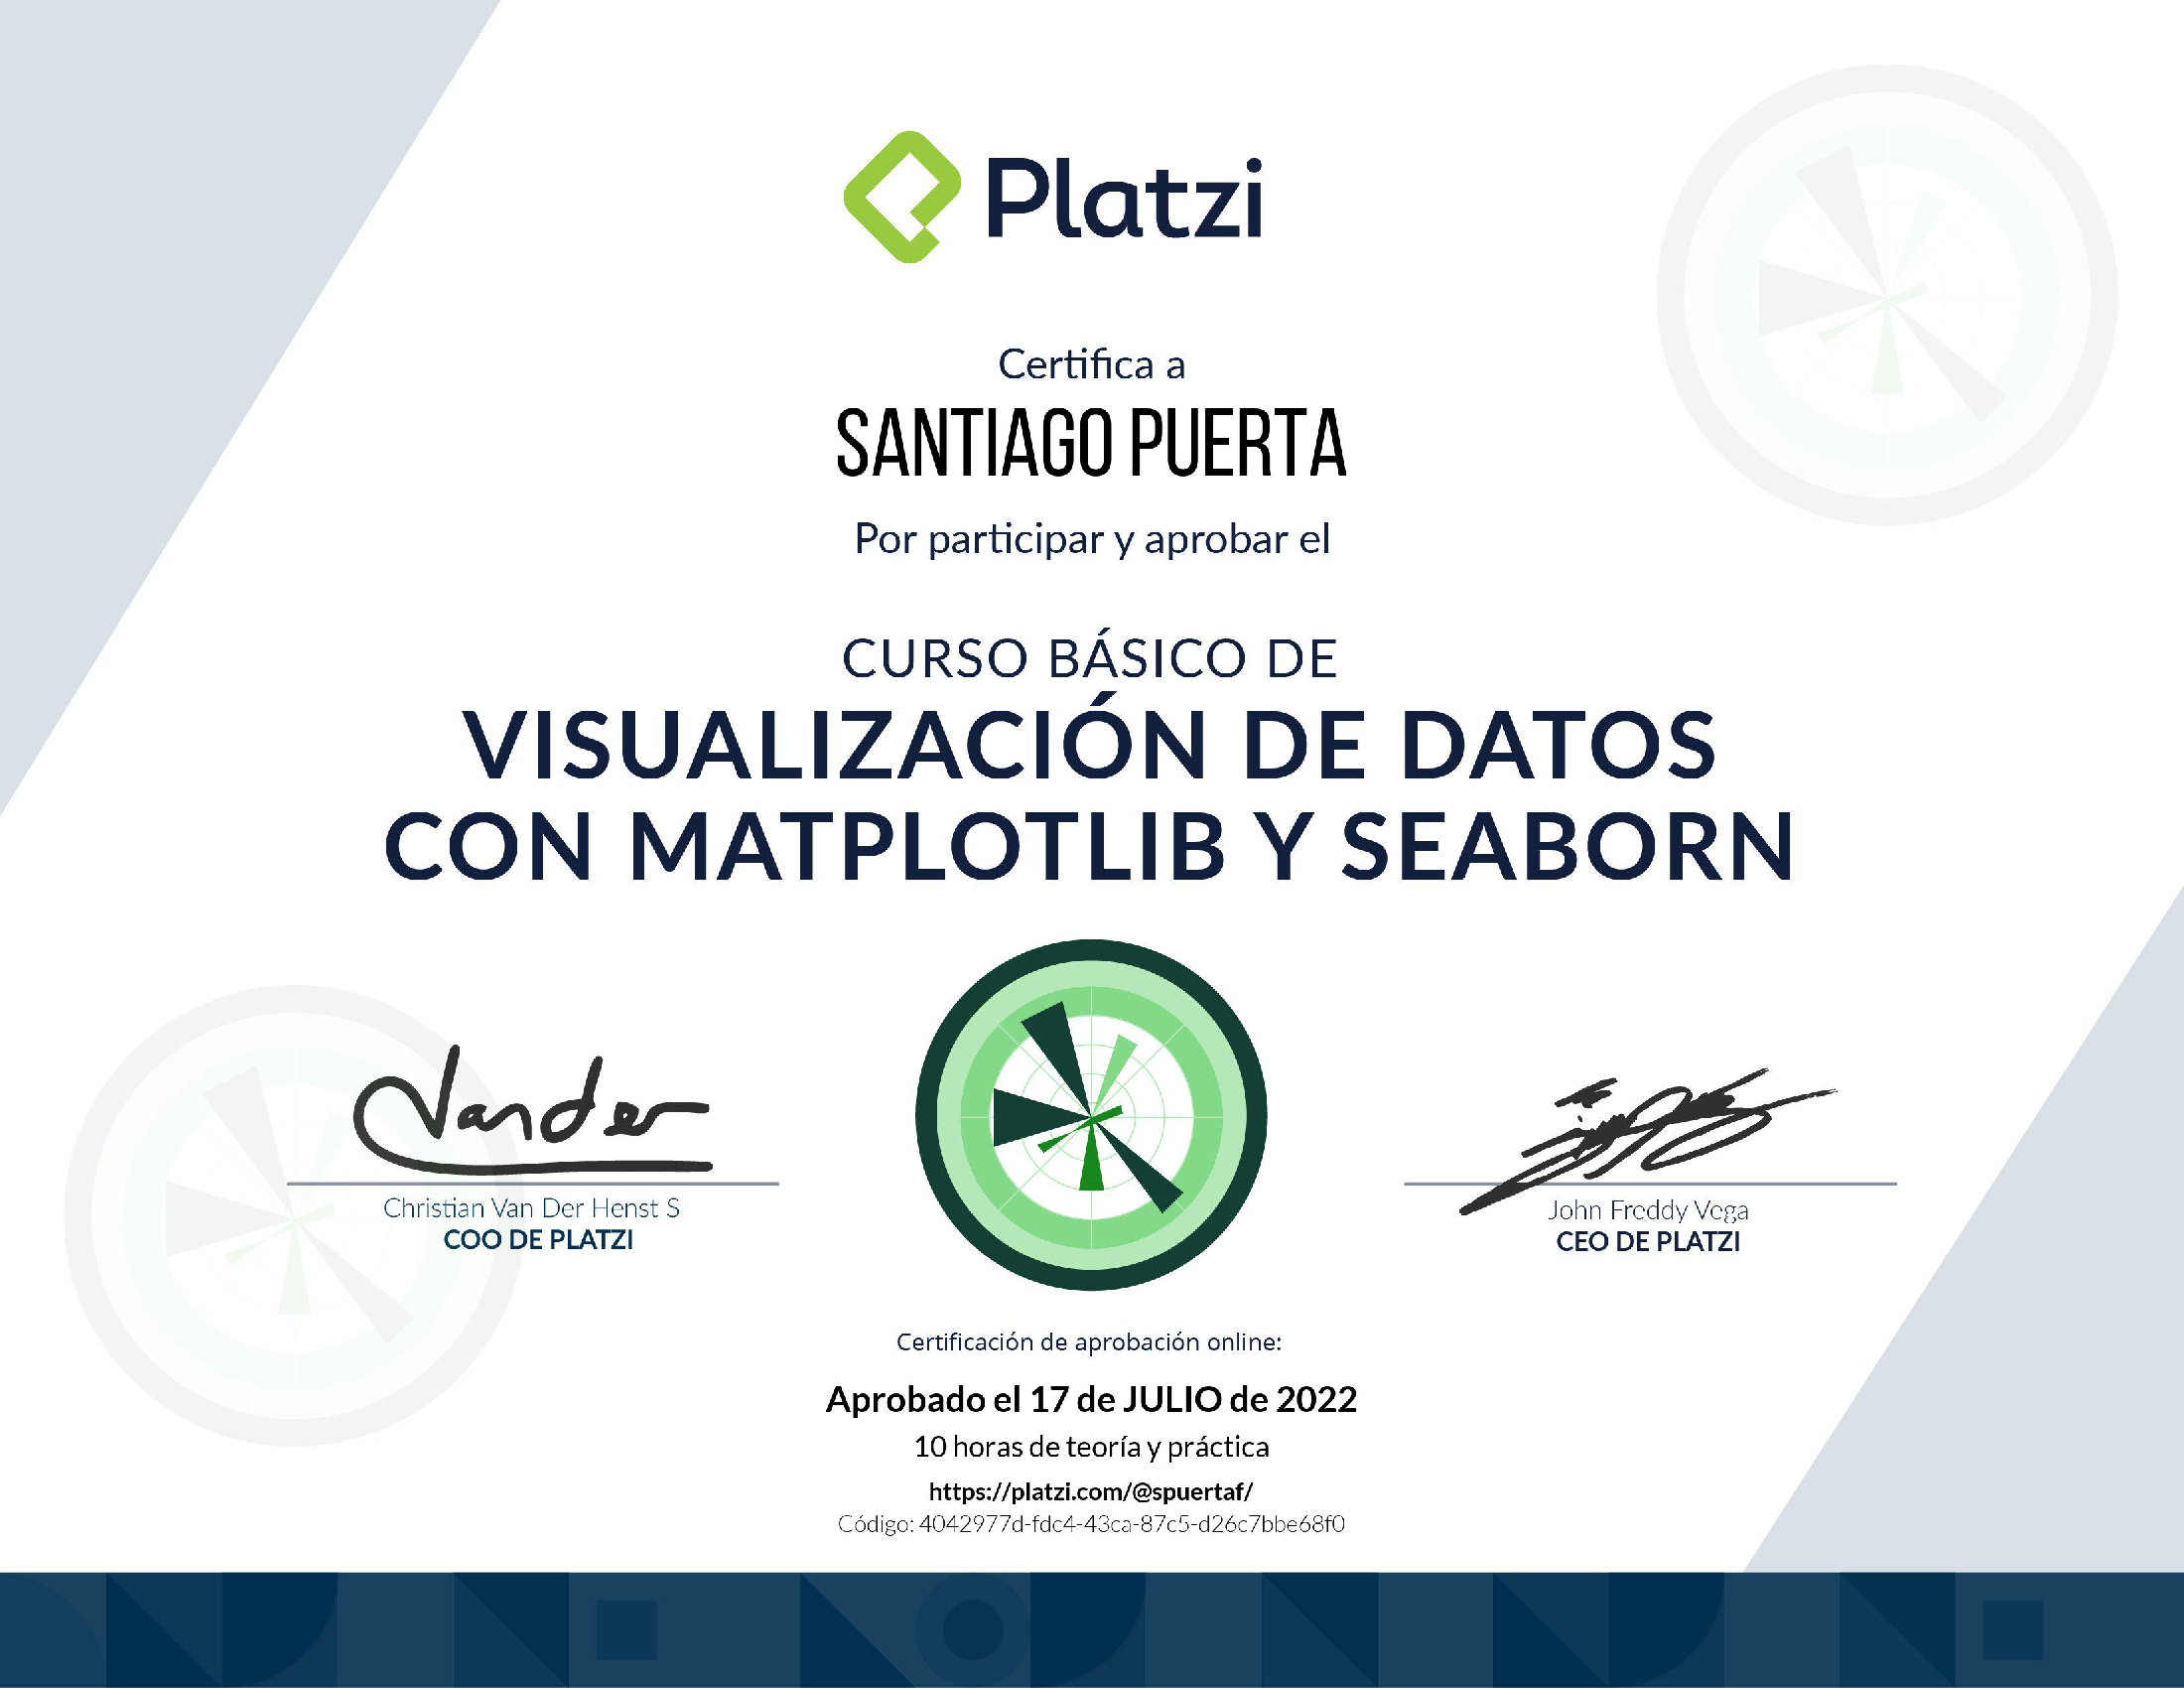 Platzi
Certifica a
SANTIAGO PUERTA
Por participar y aprobar el
CURSO BÁSICO DE
VISUALIZACIÓN DE DATOS
CON MATPLOTLIB Y SEABORN
Vander
Christian Van Der Henst S
COO DE PLATZI
John Freddy Vega
CEO DE PLATZI
Certificación de aprobación online:
Aprobado el 17 de JULIO de 2022
10 horas de teoría y práctica
https://platzi.com/@spuertaf/
Código: 4042977d-fdc4-43ca-87c5-d26c7bbe68f0